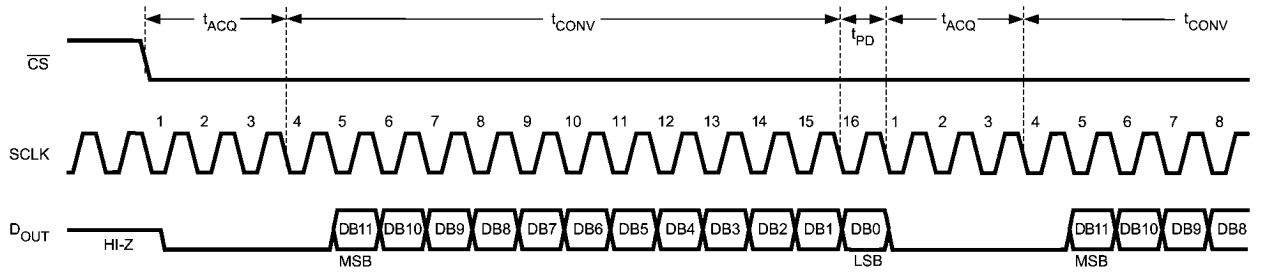 tACQ tCONV tPD tACQ tCONV
CS
1 2 3 4 5 6 7 8 9 10 11 12 13 14 15 16 1 2 3 4 5 6 7 8
SCLK
DOUT HI-Z DB11 DB10 DB9 DB8 DB7 DB6 DB5 DB4 DB3 DB2 DB1 DB0 DB11 DB10 DB9 DB8
MSB LSB MSB